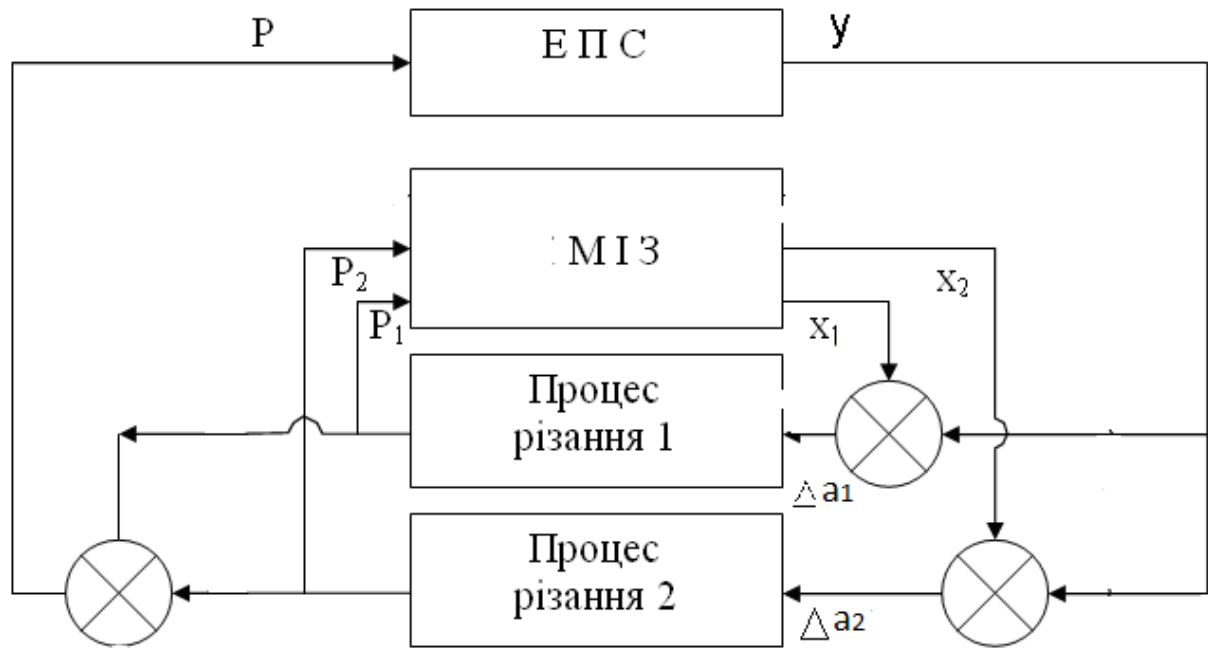 P
Е П С
y
М І З
P₂
P₁
x₂
x₁
Процес
різання 1
△a1
Процес
різання 2
△a2